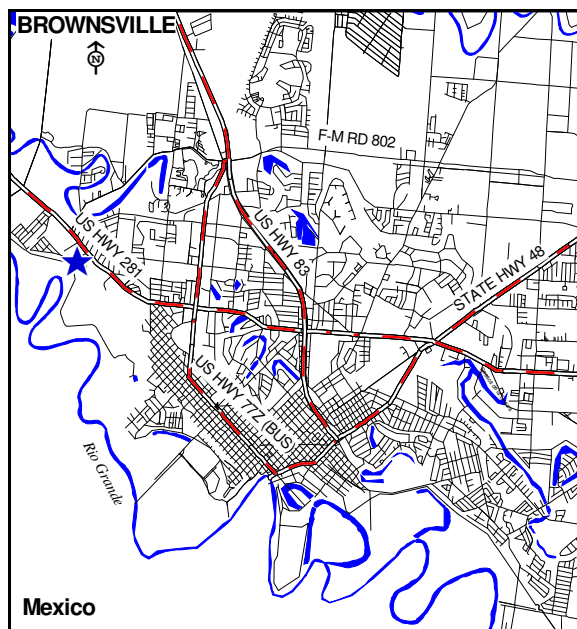 BROWNSVILLE
N
F-M RD 802
US HWY 281
US HWY 83
STATE HWY 48
US HWY 77Z (BUS)
Rio Grande
Mexico